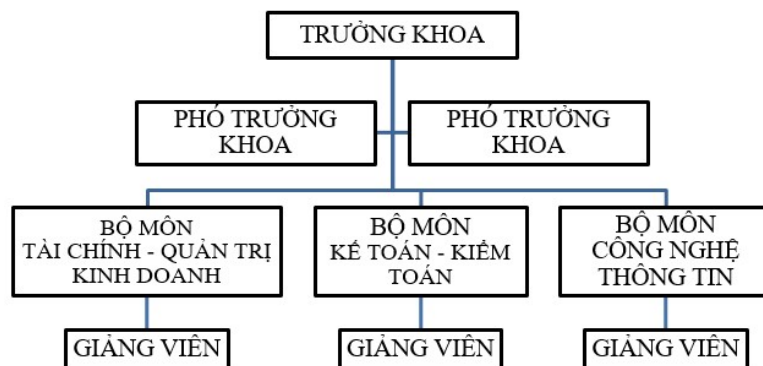 TRƯỞNG KHOA
PHÓ TRƯỞNG
KHOA
PHÓ TRƯỞNG
KHOA
BỘ MÔN
TÀI CHÍNH - QUẢN TRỊ
KINH DOANH
BỘ MÔN
KẾ TOÁN - KIỂM
TOÁN
BỘ MÔN
CÔNG NGHỆ
THÔNG TIN
GIẢNG VIÊN
GIẢNG VIÊN
GIẢNG VIÊN